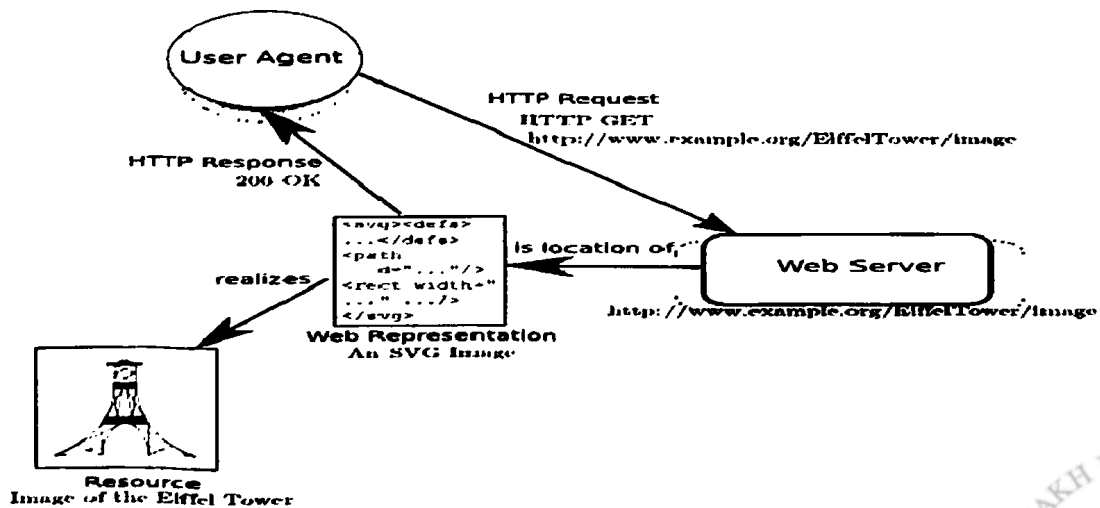 User Agent
HTTP Request
HTTP GET
http://www.example.org/EiffelTower/image
HTTP Response
200 OK
<svg><defs>
...</defs>
<path
d="..."/>
<rect width="
..." .../>
</svg>
is location of
Web Server
http://www.example.org/EiffelTower/image
realizes
Web Representation
An SVG Image
Resource
Image of the Eiffel Tower